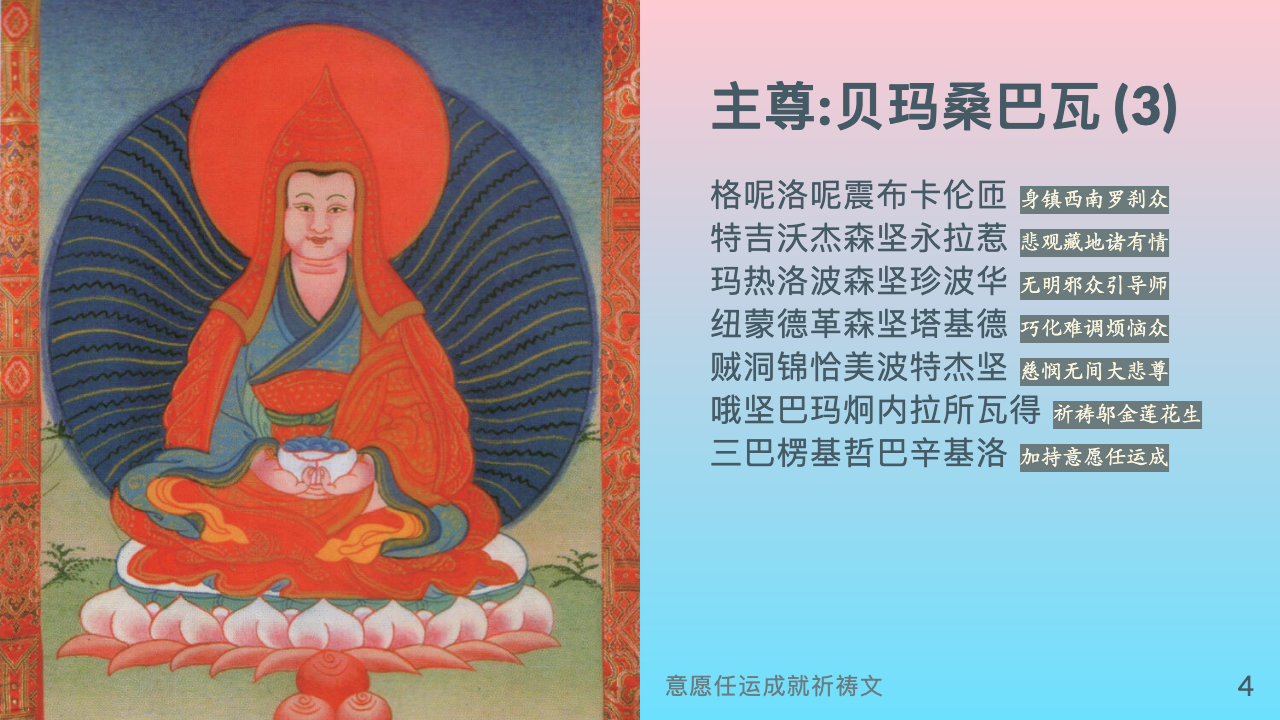 主尊:贝玛桑巴瓦 (3)
格呢洛呢震布卡伦匝 身镇西南罗刹众
特吉沃杰森坚永拉惹 悲观藏地诸有情
玛热洛波森坚珍波华 无明邪众引导师
纽蒙德革森坚塔基德 巧化难调烦恼众
贼洞锦恰美波特杰坚 慈悯无间大悲尊
哦坚巴玛炯内拉所瓦得 祈祷邬金莲花生
三巴楞基哲巴辛基洛 加持意愿任运成
意愿任运成就祈祷文
4